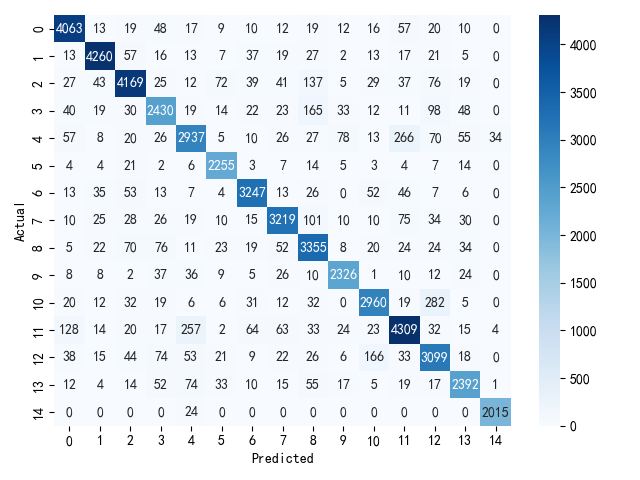 0 4063 13 19 48 17 9 10 12 19 12 16 57 20 10 0
1 13 4260 57 16 13 7 37 19 27 2 13 17 21 5 0
2 27 43 4169 25 12 72 39 41 137 5 29 37 76 19 0
3 40 19 30 2430 19 14 22 23 165 33 12 11 98 48 0
4 57 8 20 26 2937 5 10 26 27 78 13 266 70 55 34
5 4 4 21 2 6 2255 3 7 14 5 3 4 7 14 0
6 13 35 53 13 7 4 3247 13 26 0 52 46 7 6 0
7 10 25 28 26 19 10 15 3219 101 10 10 75 34 30 0
8 5 22 70 76 11 23 19 52 3355 8 20 24 24 34 0
9 8 8 2 37 36 9 5 26 10 2326 1 10 12 24 0
10 20 12 32 19 6 6 31 12 32 0 2960 19 282 5 0
11 128 14 20 17 257 2 64 63 33 24 23 4309 32 15 4
12 38 15 44 74 53 21 9 22 26 6 166 33 3099 18 0
13 12 4 14 52 74 33 10 15 55 17 5 19 17 2392 1
14 0 0 0 0 24 0 0 0 0 0 0 0 0 0 2015
0 1 2 3 4 5 6 7 8 9 10 11 12 13 14
Predicted
Actual
4000
3500
3000
2500
2000
1500
1000
500
0